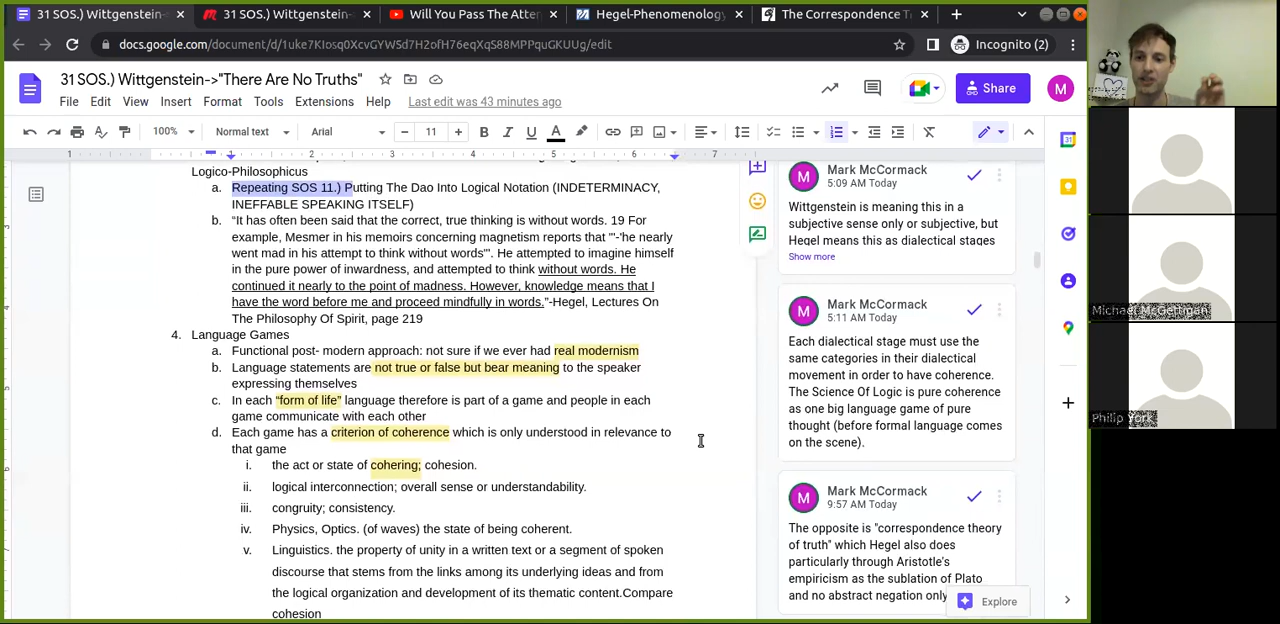 31 SOS.) Wittgenstein-
31 SOS.) Wittgenstein-
Will You Pass The Atte
Hegel-Phenomenology
The Correspondence T
docs.google.com/document/d/1uke7KIosq0XcvGYW5d7H2ofH76eqXqS88MPPquGKUUg/edit
Incognito (2)
31 SOS.) Wittgenstein->"There Are No Truths"
File Edit View Insert Format Tools Extensions Help Last edit was 43 minutes ago
Share
M
100% Normal text Arial 11 B I U A
1 1 2 3 4 5 6 7
Logico-Philosophicus
a. Repeating SOS 11.) Putting The Dao Into Logical Notation (INDETERMINACY,
INEFFABLE SPEAKING ITSELF)
b. "It has often been said that the correct, true thinking is without words. 19 For
example, Mesmer in his memoirs concerning magnetism reports that '"-'he nearly
went mad in his attempt to think without words'". He attempted to imagine himself
in the pure power of inwardness, and attempted to think without words. He
continued it nearly to the point of madness. However, knowledge means that I
have the word before me and proceed mindfully in words."-Hegel, Lectures On
The Philosophy Of Spirit, page 219
4. Language Games
a. Functional post- modern approach: not sure if we ever had real modernism
b. Language statements are not true or false but bear meaning to the speaker
expressing themselves
c. In each "form of life" language therefore is part of a game and people in each
game communicate with each other
d. Each game has a criterion of coherence which is only understood in relevance to
that game
i. the act or state of cohering; cohesion.
ii. logical interconnection; overall sense or understandability.
iii. congruity; consistency.
iv. Physics, Optics. (of waves) the state of being coherent.
v. Linguistics. the property of unity in a written text or a segment of spoken
discourse that stems from the links among its underlying ideas and from
the logical organization and development of its thematic content.Compare
cohesion
M
Mark McCormack
5:09 AM Today
Wittgenstein is meaning this in a
subjective sense only or subjective, but
Hegel means this as dialectical stages
Show more
M
Mark McCormack
5:11 AM Today
Each dialectical stage must use the
same categories in their dialectical
movement in order to have coherence.
The Science Of Logic is pure coherence
as one big language game of pure
thought (before formal language comes
on the scene).
M
Mark McCormack
9:57 AM Today
The opposite is "correspondence theory
of truth" which Hegel also does
particularly through Aristotle's
empiricism as the sublation of Plato
and no abstract negation only
Explore
31
Michael McGettigan
Philip York